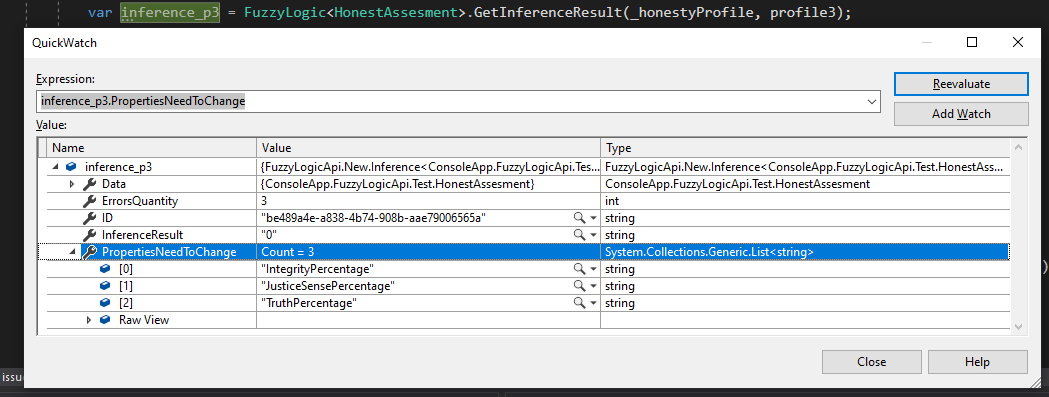 var inference_p3 = FuzzyLogic<HonestAssesment>.GetInferenceResult(_honestyProfile, profile3);
QuickWatch
Expression:
Reevaluate
inference_p3.PropertiesNeedToChange
Add Watch
Value:
Name Value Type
inference_p3 {FuzzyLogicApi.New.Inference<ConsoleApp.FuzzyLogicApi.Tes... FuzzyLogicApi.New.Inference<ConsoleApp.FuzzyLogicApi.Test.HonestAss...
Data {ConsoleApp.FuzzyLogicApi.Test.HonestAssesment} ConsoleApp.FuzzyLogicApi.Test.HonestAssesment
ErrorsQuantity 3 int
ID "be489a4e-a838-4b74-908b-aae79006565a" string
InferenceResult "0" string
PropertiesNeedToChange Count = 3 System.Collections.Generic.List<string>
[0] "IntegrityPercentage" string
[1] "JusticeSensePercentage" string
[2] "TruthPercentage" string
Raw View
Close Help
issu
)